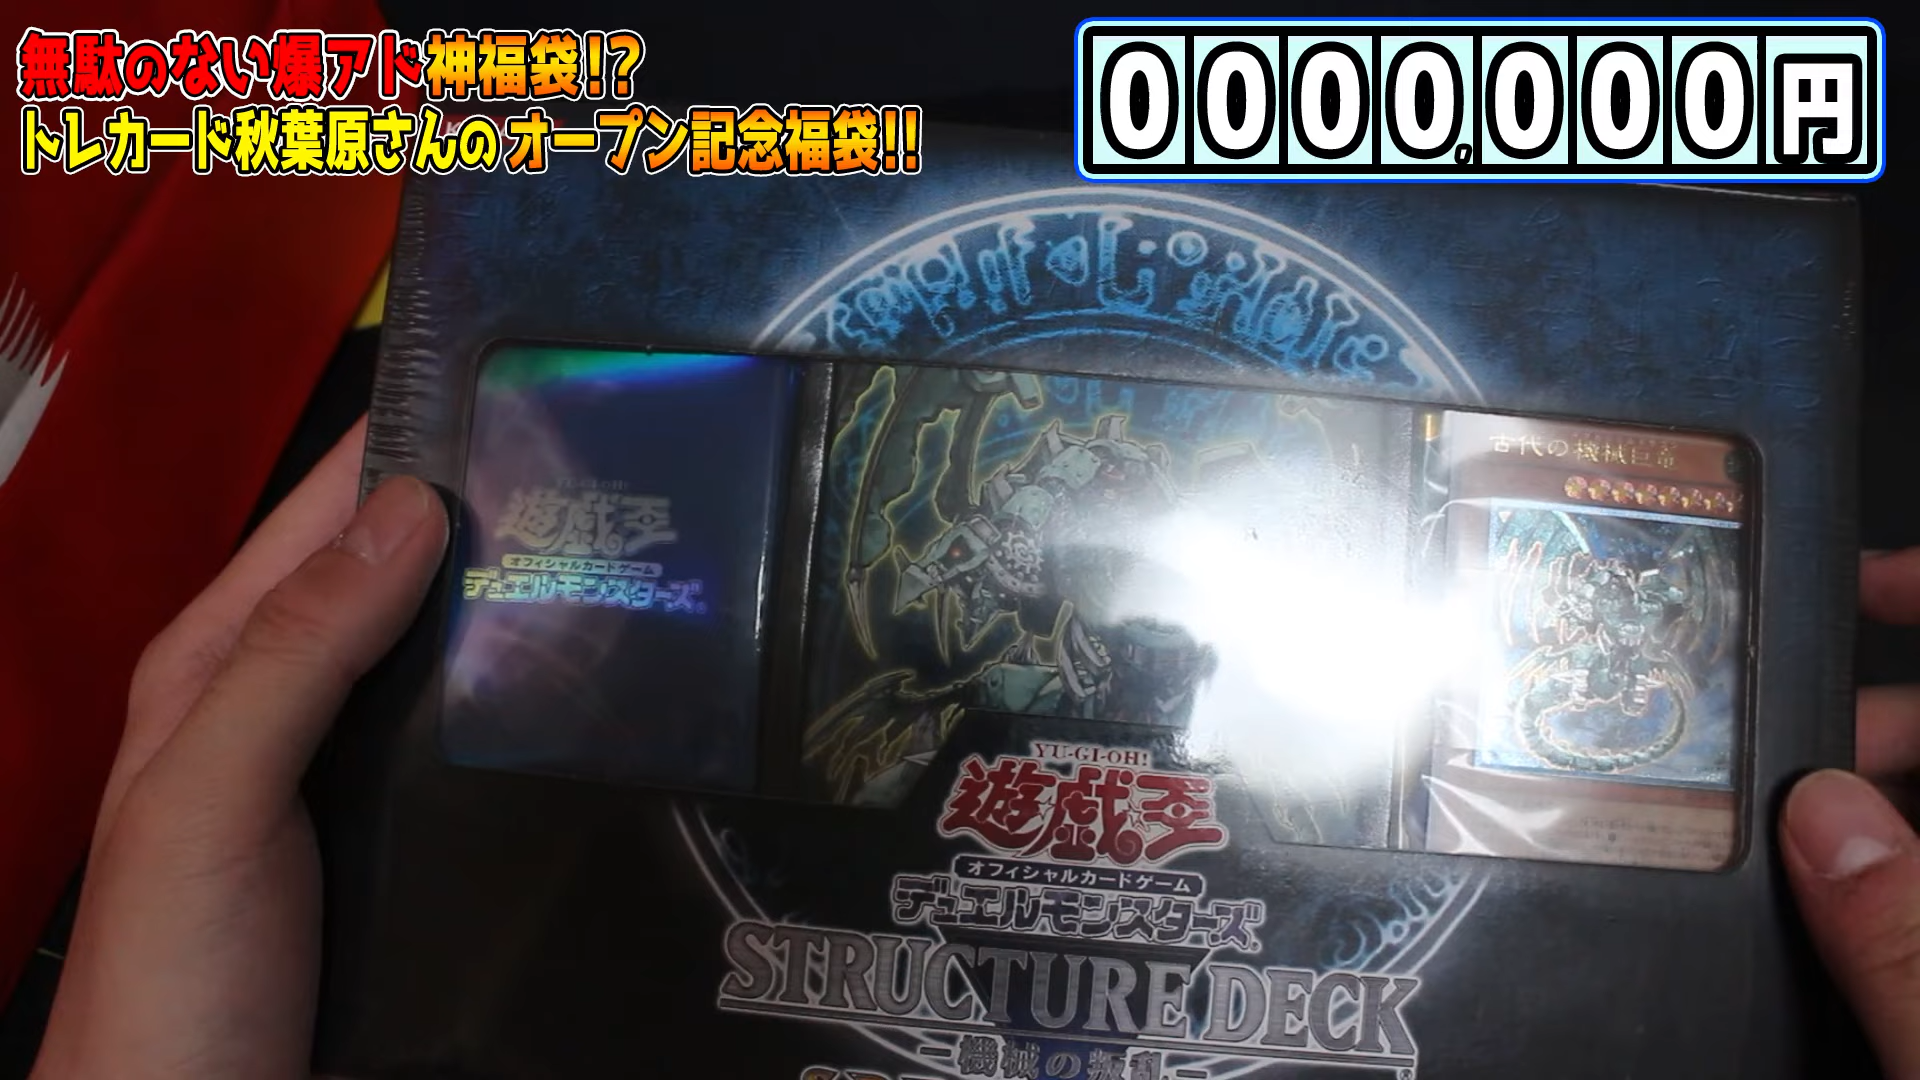 無駄のない爆アド神福袋!?
トレカード秋葉原さんのオープン記念福袋!!
0000,000円
古代の機械巨竜
YU-GI-OH!
遊戯王
オフィシャルカードゲーム
デュエルモンスターズ
YU-GI-OH!
遊戯王
オフィシャルカードゲーム
デュエルモンスターズ
STRUCTURE DECK
－機械の叛乱－